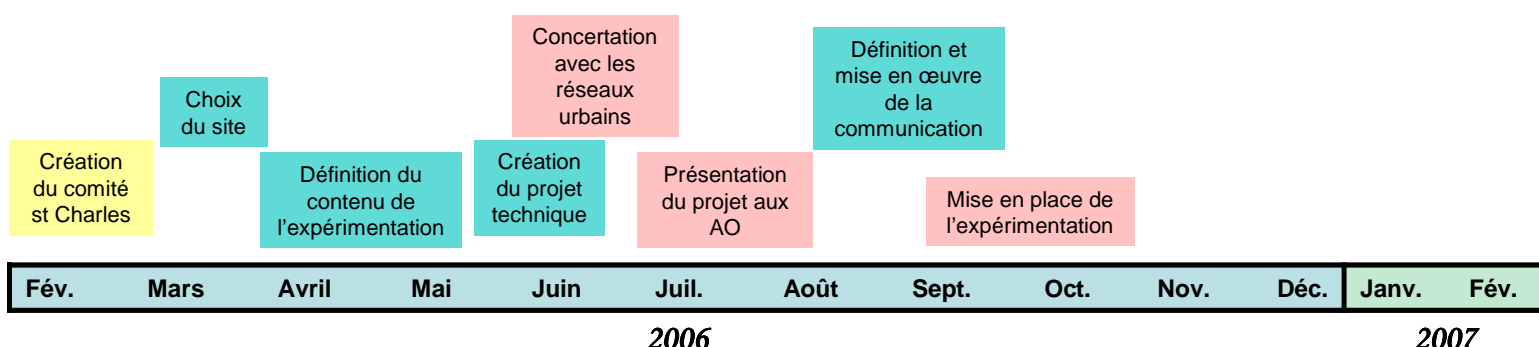 Création
du comité
st Charles
Choix
du site
Définition du
contenu de
l'expérimentation
Création
du projet
technique
Concertation
avec les
réseaux
urbains
Présentation
du projet aux
AO
Définition et
mise en œuvre
de la
communication
Mise en place de
l'expérimentation
Fév. Mars Avril Mai Juin Juil. Août Sept. Oct. Nov. Déc. Janv. Fév.
2006 2007